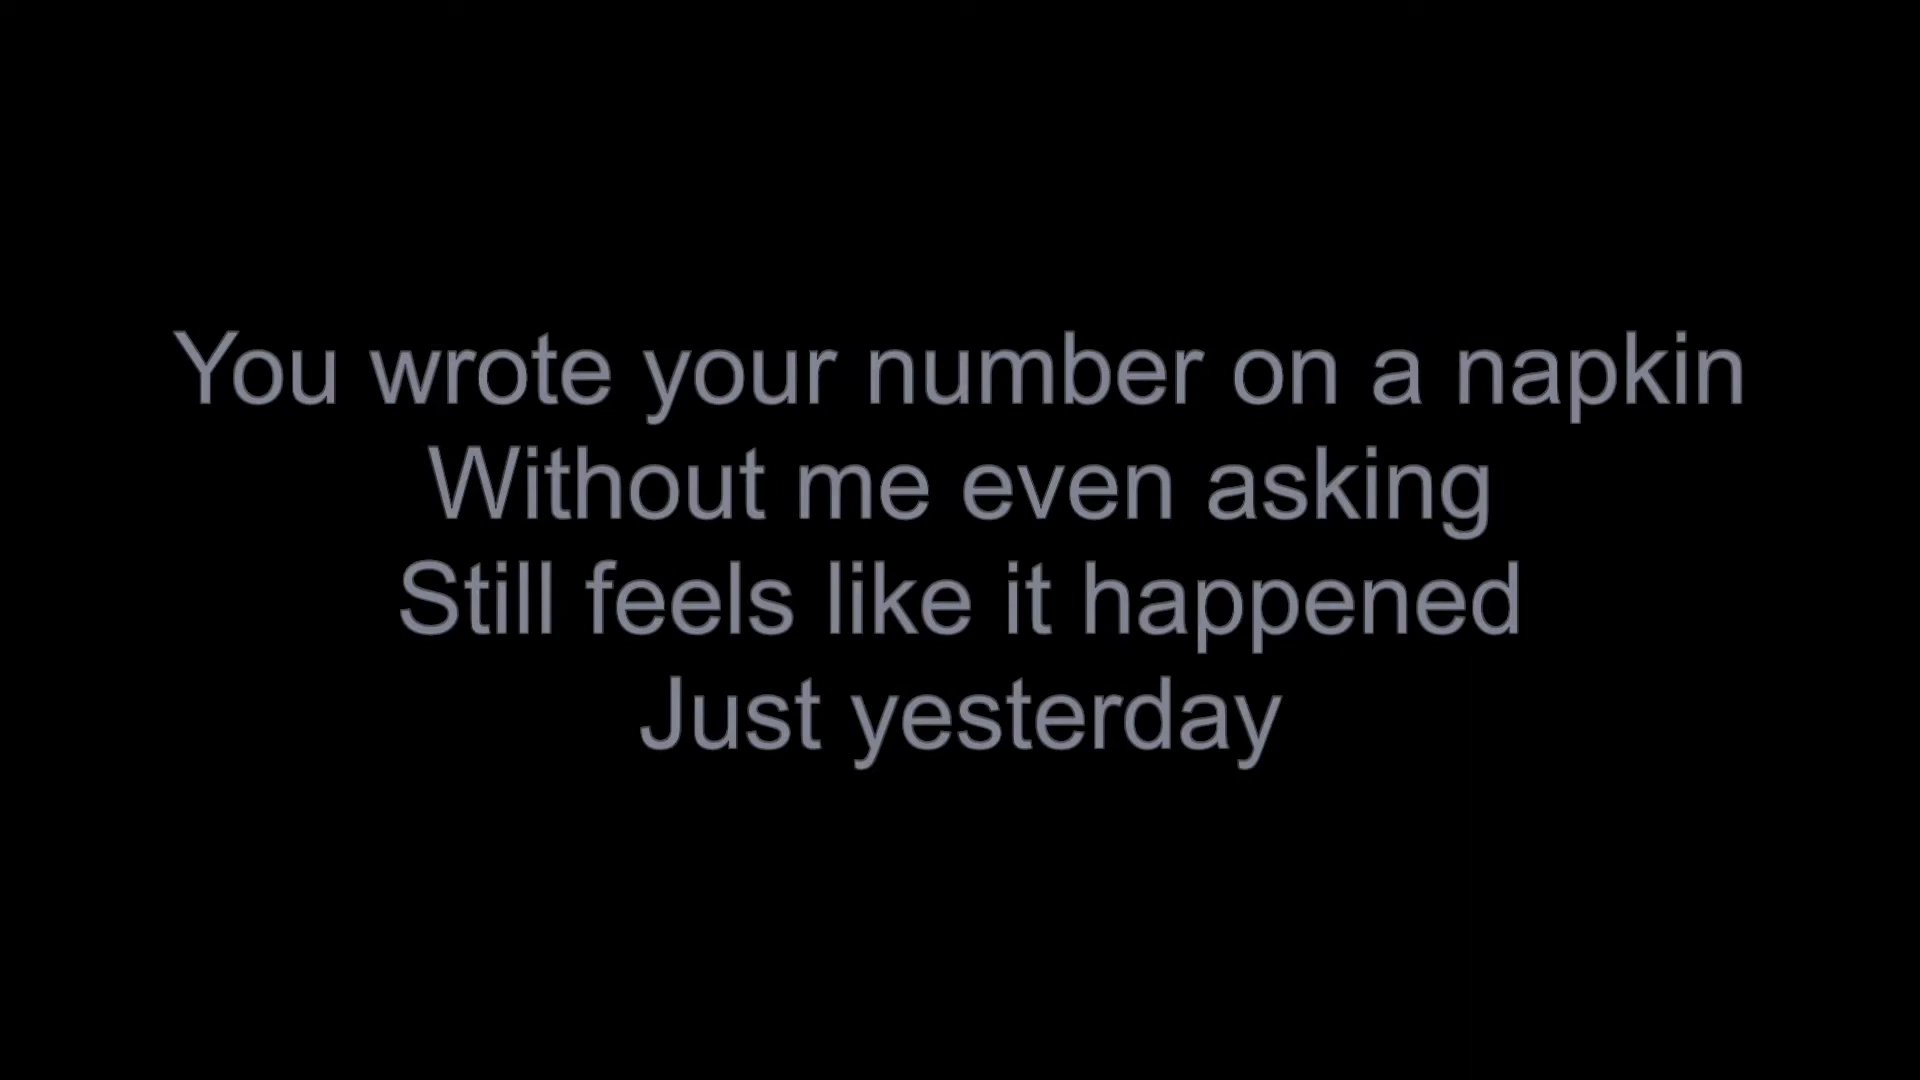 You wrote your number on a napkin
Without me even asking
Still feels like it happened
Just yesterday